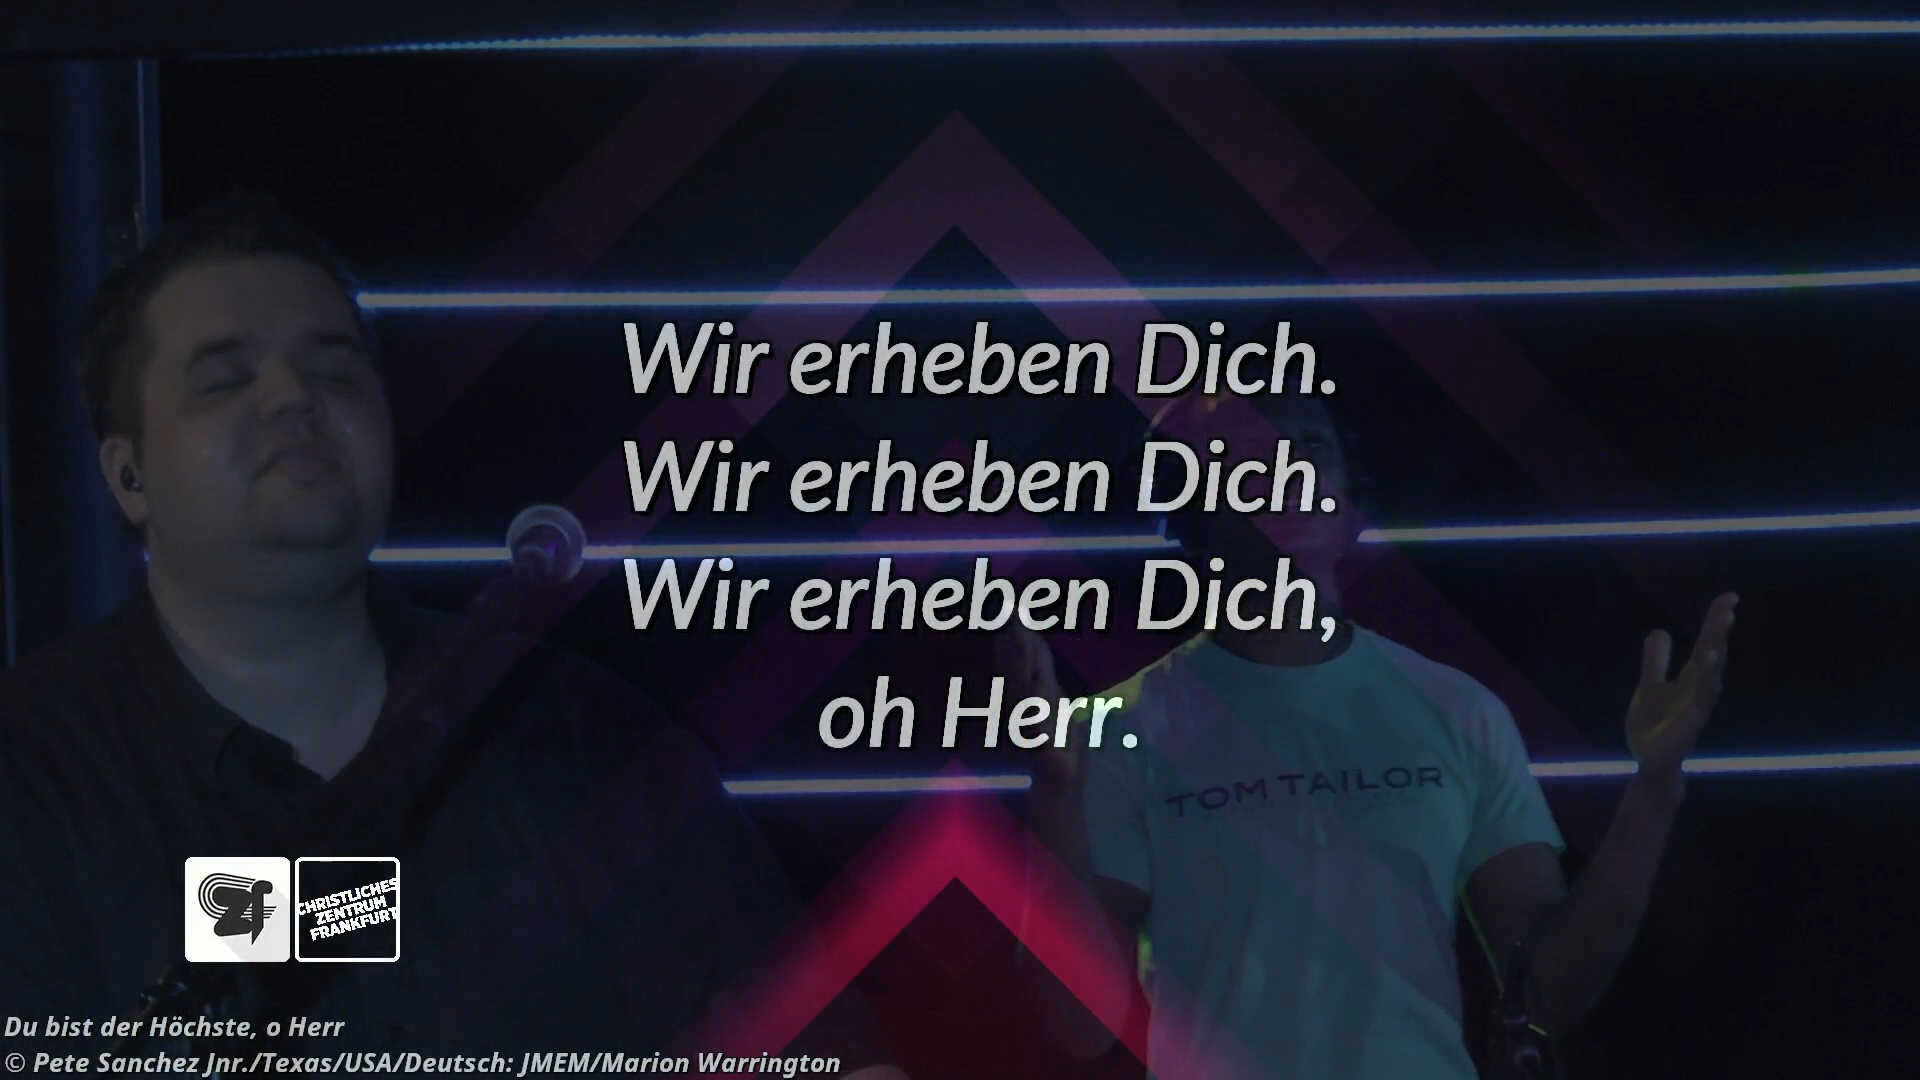 Wir erheben Dich.
Wir erheben Dich.
Wir erheben Dich,
oh Herr.
TOM TAILOR
CZF
CHRISTLICHES
ZENTRUM
FRANKFURT
Du bist der Höchste, o Herr
© Pete Sanchez Jnr./Texas/USA/Deutsch: JMEM/Marion Warrington